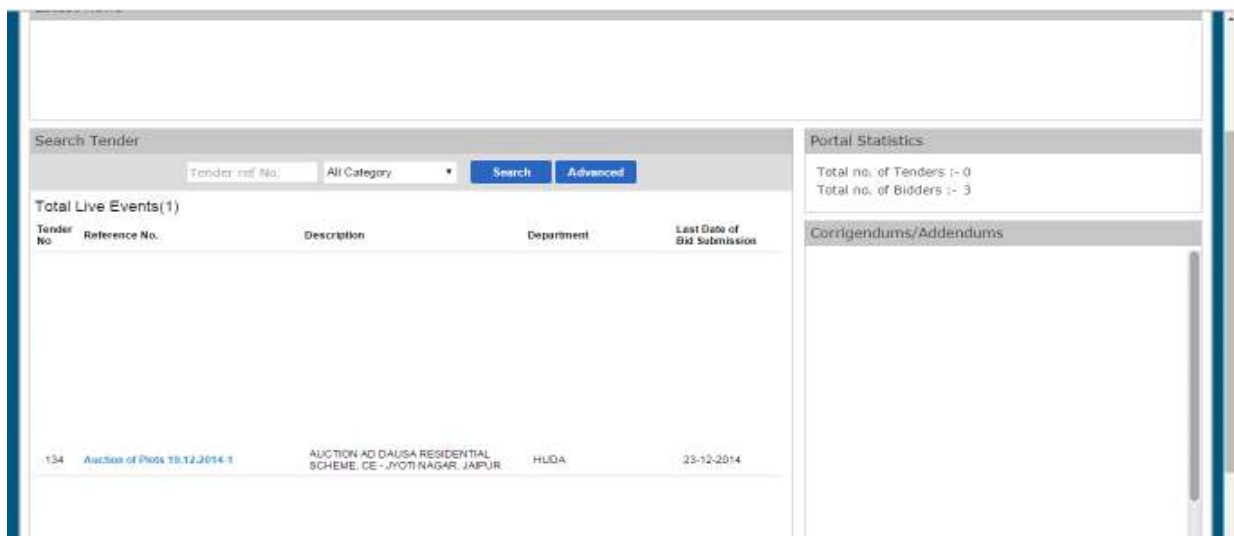 Search Tender
Tender ref No.
All Category
Search
Advanced
Total Live Events(1)
Tender No
Reference No.
Description
Department
Last Date of
Bid Submission
134
Auction of Plots 19.12.2014-1
AUCTION AD DAUSA RESIDENTIAL
SCHEME, CE - JYOTI NAGAR, JAIPUR
HUDA
23-12-2014
Portal Statistics
Total no. of Tenders :- 0
Total no. of Bidders :- 3
Corrigendums/Addendums